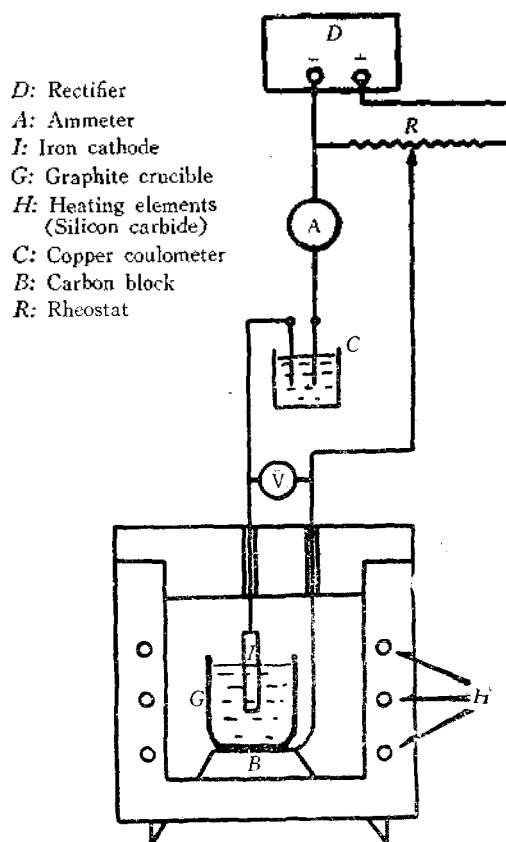 D: Rectifier
A: Ammeter
I: Iron cathode
G: Graphite crucible
H: Heating elements
(Silicon carbide)
C: Copper coulometer
B: Carbon block
R: Rheostat
D
- +
R
A
C
V
I
G
H
B